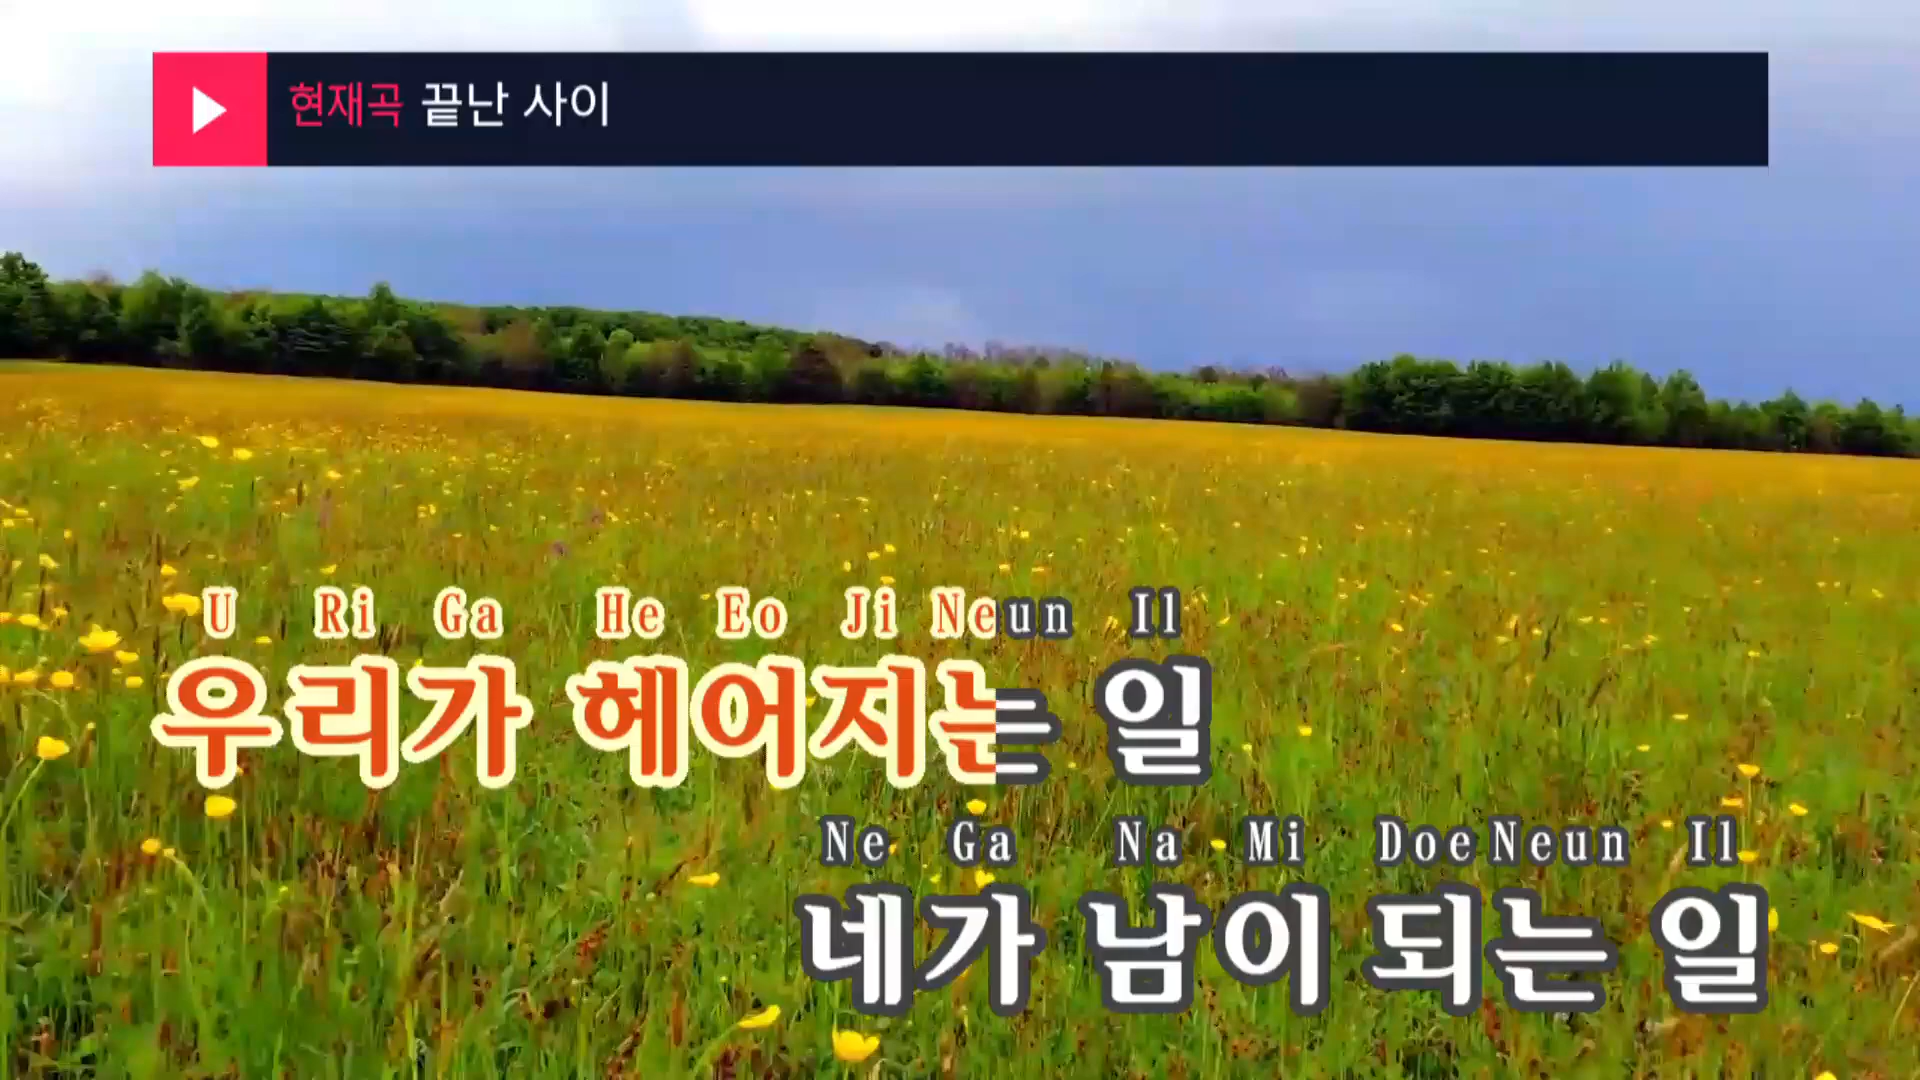 현재곡 끝난 사이
U Ri Ga He Eo Ji Neun Il
우리가 헤어지는 일
Ne Ga Na Mi Doe Neun Il
네가 남이 되는 일